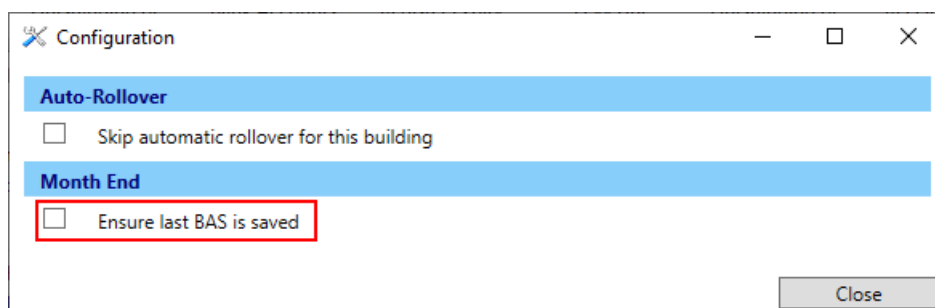 Configuration
Auto-Rollover
Skip automatic rollover for this building
Month End
Ensure last BAS is saved
Close